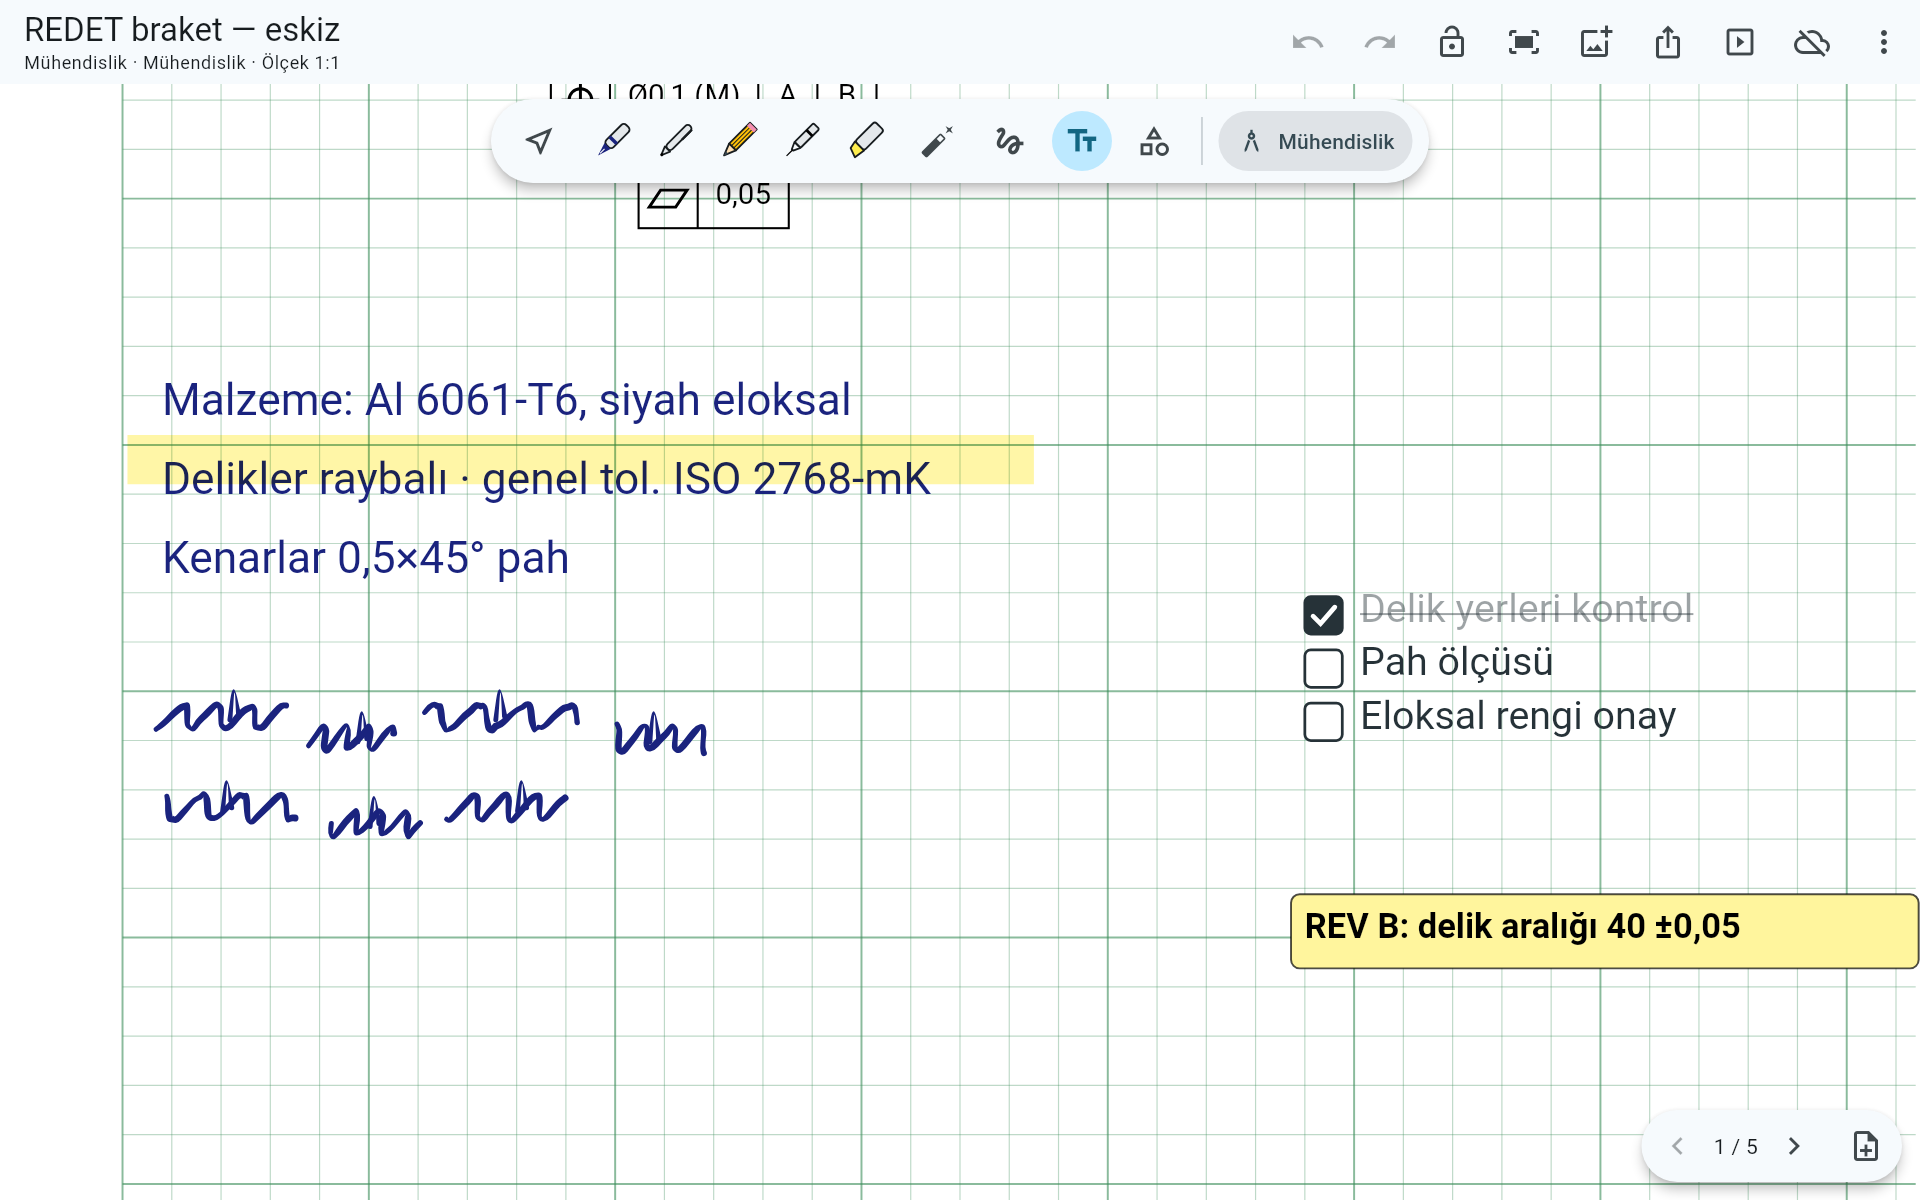 REDET braket — eskiz
Mühendislik · Mühendislik · Ölçek 1:1
Ø0,1 (M) A B
Mühendislik
0,05
Malzeme: Al 6061-T6, siyah eloksal
Delikler raybalı · genel tol. ISO 2768-mK
Kenarlar 0,5×45° pah
Delik yerleri kontrol
Pah ölçüsü
Eloksal rengi onay
REV B: delik aralığı 40 ±0,05
1 / 5